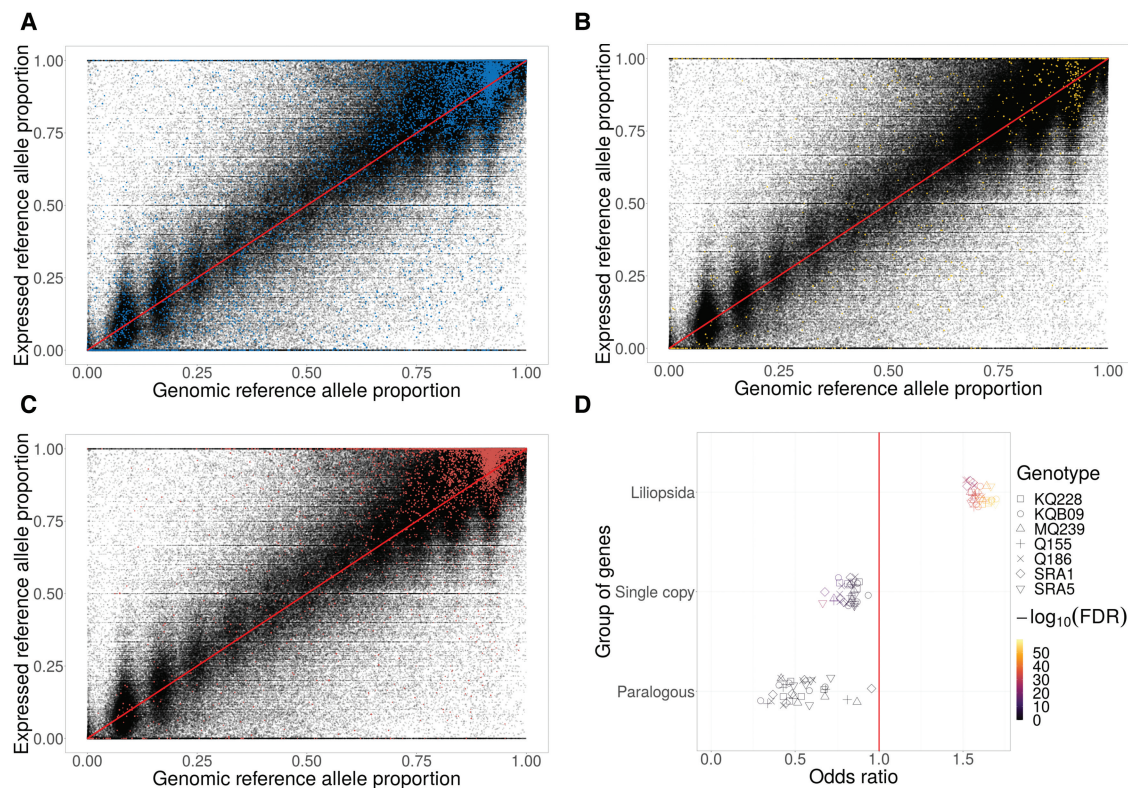 A
1.00
0.75
0.50
0.25
0.00
Expressed reference allele proportion
0.00
0.25
0.50
0.75
1.00
Genomic reference allele proportion
B
1.00
0.75
0.50
0.25
0.00
Expressed reference allele proportion
0.00
0.25
0.50
0.75
1.00
Genomic reference allele proportion
C
1.00
0.75
0.50
0.25
0.00
Expressed reference allele proportion
0.00
0.25
0.50
0.75
1.00
Genomic reference allele proportion
D
Group of genes
Liliopsida
Single copy
Paralogous
0.0
0.5
1.0
1.5
Odds ratio
Genotype
KQ228
KQB09
MQ239
Q155
Q186
SRA1
SRA5
−log₁₀(FDR)
50
40
30
20
10
0